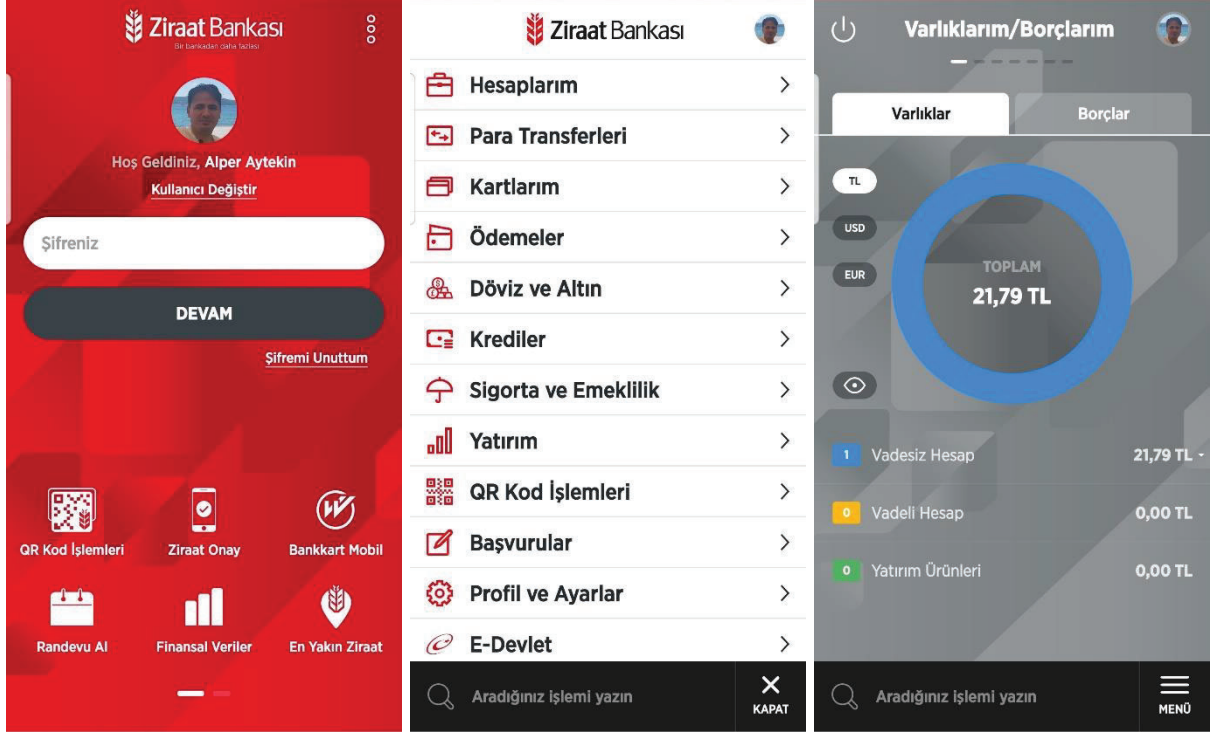 Ziraat Bankası
Bir bankadan daha fazlası
Hoş Geldiniz, Alper Aytekin
Kullanıcı Değiştir
Şifreniz
DEVAM
Şifremi Unuttum
QR Kod İşlemleri
Ziraat Onay
Bankkart Mobil
Randevu Al
Finansal Veriler
En Yakın Ziraat
Ziraat Bankası
Hesaplarım
Para Transferleri
Kartlarım
Ödemeler
Döviz ve Altın
Krediler
Sigorta ve Emeklilik
Yatırım
QR Kod İşlemleri
Başvurular
Profil ve Ayarlar
E-Devlet
Aradığınız işlemi yazın
KAPAT
Varlıklarım/Borçlarım
Varlıklar
Borçlar
TL
USD
EUR
TOPLAM
21,79 TL
1 Vadesiz Hesap 21,79 TL
0 Vadeli Hesap 0,00 TL
0 Yatırım Ürünleri 0,00 TL
Aradığınız işlemi yazın
MENÜ